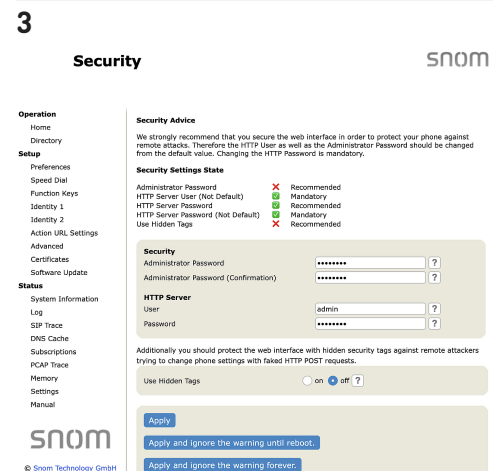 3
Security
snom
Operation
Home
Directory
Setup
Preferences
Speed Dial
Function Keys
Identity 1
Identity 2
Action URL Settings
Advanced
Certificates
Software Update
Status
System Information
Log
SIP Trace
DNS Cache
Subscriptions
PCAP Trace
Memory
Settings
Manual
snom
© Snom Technology GmbH
Security Advice
We strongly recommend that you secure the web interface in order to protect your phone against
remote attacks. Therefore the HTTP User as well as the Administrator Password should be changed
from the default value. Changing the HTTP Password is mandatory.
Security Settings State
Administrator Password Recommended
HTTP Server User (Not Default) Mandatory
HTTP Server Password Recommended
HTTP Server Password (Not Default) Mandatory
Use Hidden Tags Recommended
Security
Administrator Password •••••••• ?
Administrator Password (Confirmation) •••••••• ?
HTTP Server
User admin ?
Password •••••••• ?
Additionally you should protect the web interface with hidden security tags against remote attackers
trying to change phone settings with faked HTTP POST requests.
Use Hidden Tags on off ?
Apply
Apply and ignore the warning until reboot.
Apply and ignore the warning forever.